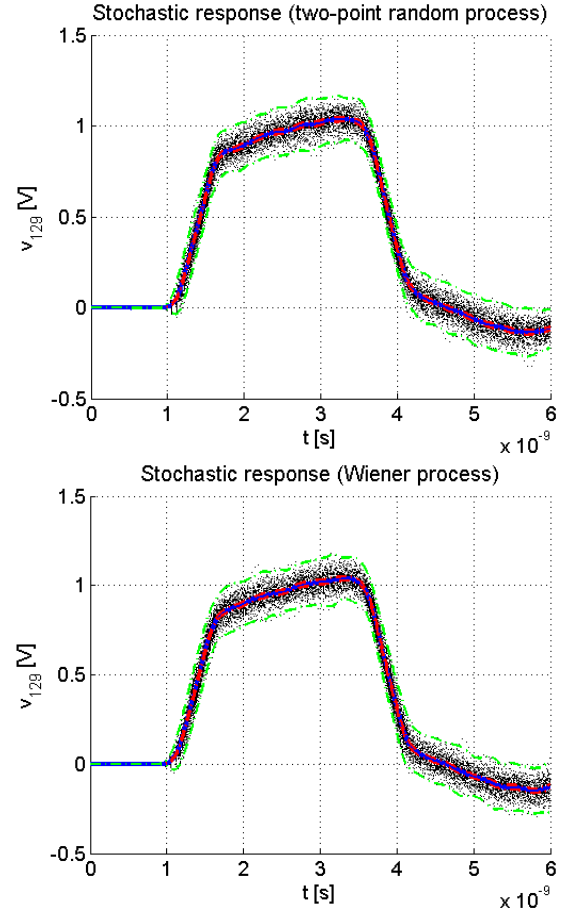 Stochastic response (two-point random process)
1.5
1
0.5
0
-0.5
v129 [V]
0 1 2 3 4 5 6
t [s]
x 10^-9
Stochastic response (Wiener process)
1.5
1
0.5
0
-0.5
v129 [V]
0 1 2 3 4 5 6
t [s]
x 10^-9